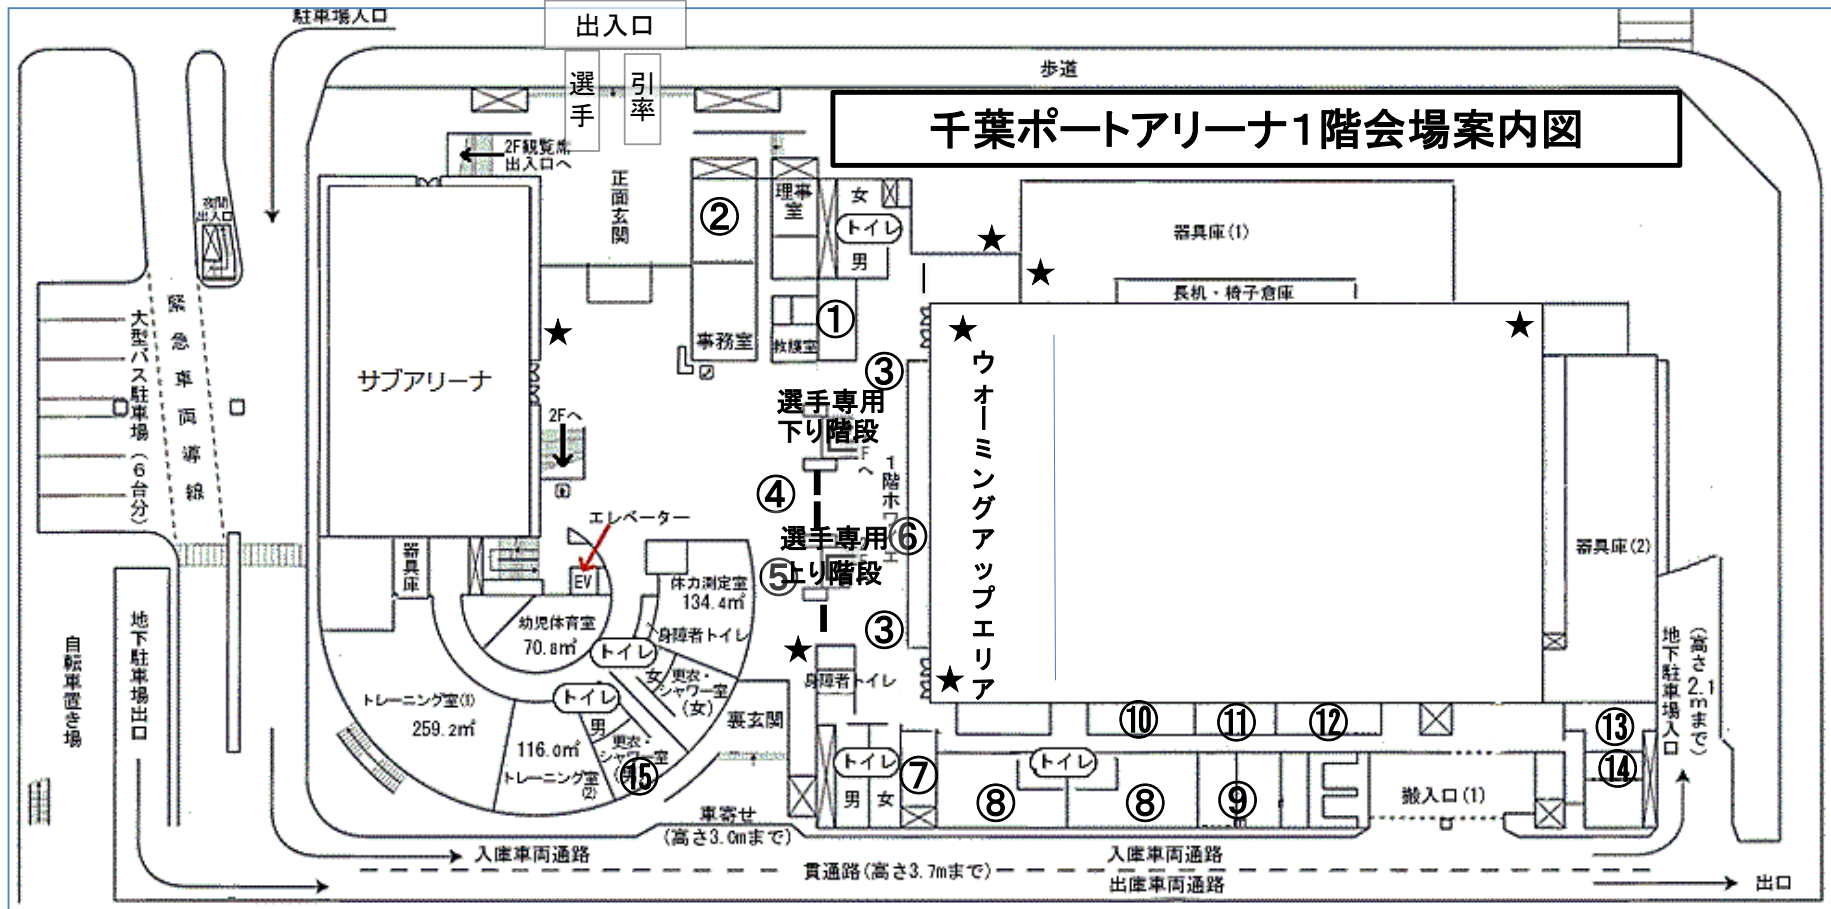 駐車場入口
出入口
選手
引率
歩道
千葉ポートアリーナ１階会場案内図
2F観覧席
出入口へ
夜間
出入口
正面玄関
②
理事室
女
トイレ
男
★
器具庫(1)
★
長机・椅子倉庫
緊急車両導線
大型バス駐車場（６台分）
サブアリーナ
★
事務室
救護室
①
③
★
★
ウォーミングアップエリア
選手専用
下り階段
Fへ
2Fへ
１階ホワイエ
④
エレベーター
EV
選手専用
上り階段
⑤
⑥
③
器具庫(2)
器具庫
体力測定室
134.4㎡
幼児体育室
70.8㎡
身障者トイレ
トイレ
★
身障者トイレ
★
自転車置き場
地下駐車場出口
トレーニング室(1)
259.2㎡
トイレ
女
更衣・
シャワー室
(女)
男
更衣・
シャワー室
116.0㎡
トレーニング室
(2)
⑮
裏玄関
トイレ
男
女
⑦
トイレ
⑧
⑧
⑨
⑩
⑪
⑫
⑬
⑭
搬入口(1)
地下駐車場入口
(高さ2.1mまで)
車寄せ
(高さ3.0mまで)
入庫車両通路
貫通路(高さ3.7mまで)
入庫車両通路
出庫車両通路
出口